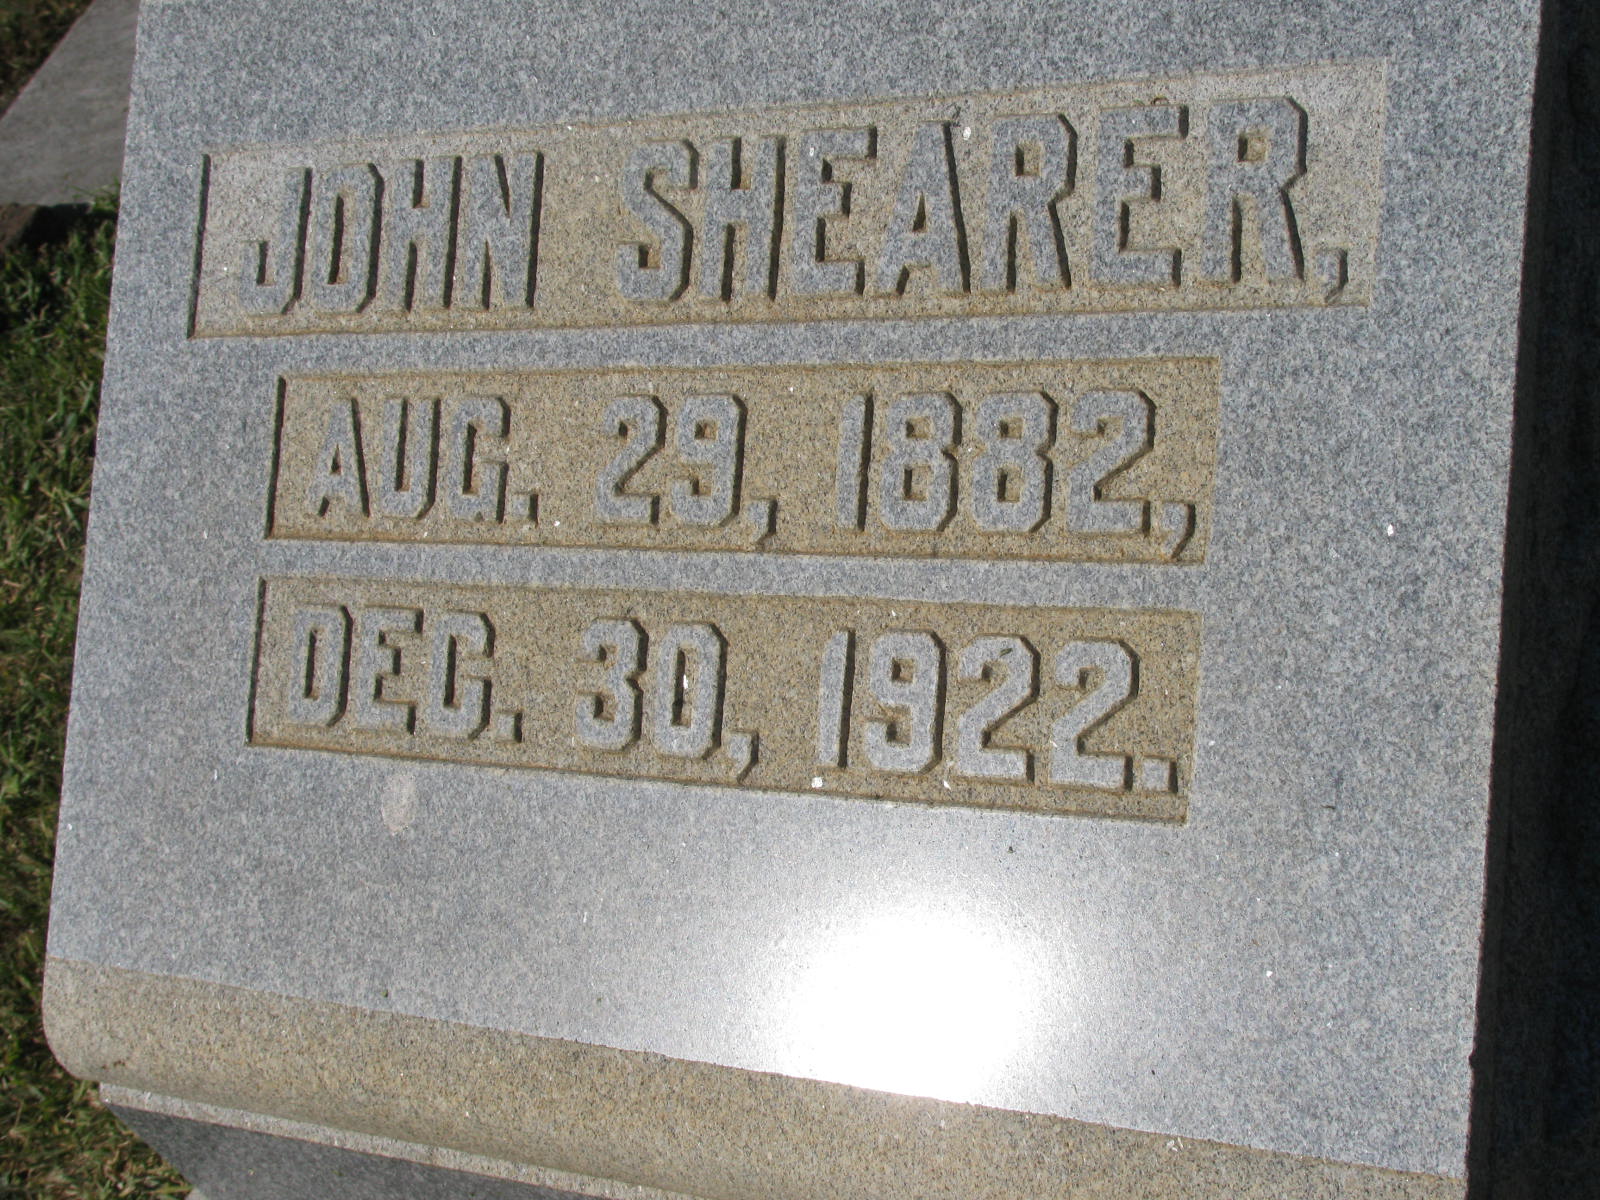 JOHN SHEARER,
AUG. 29, 1882,
DEC. 30, 1922.